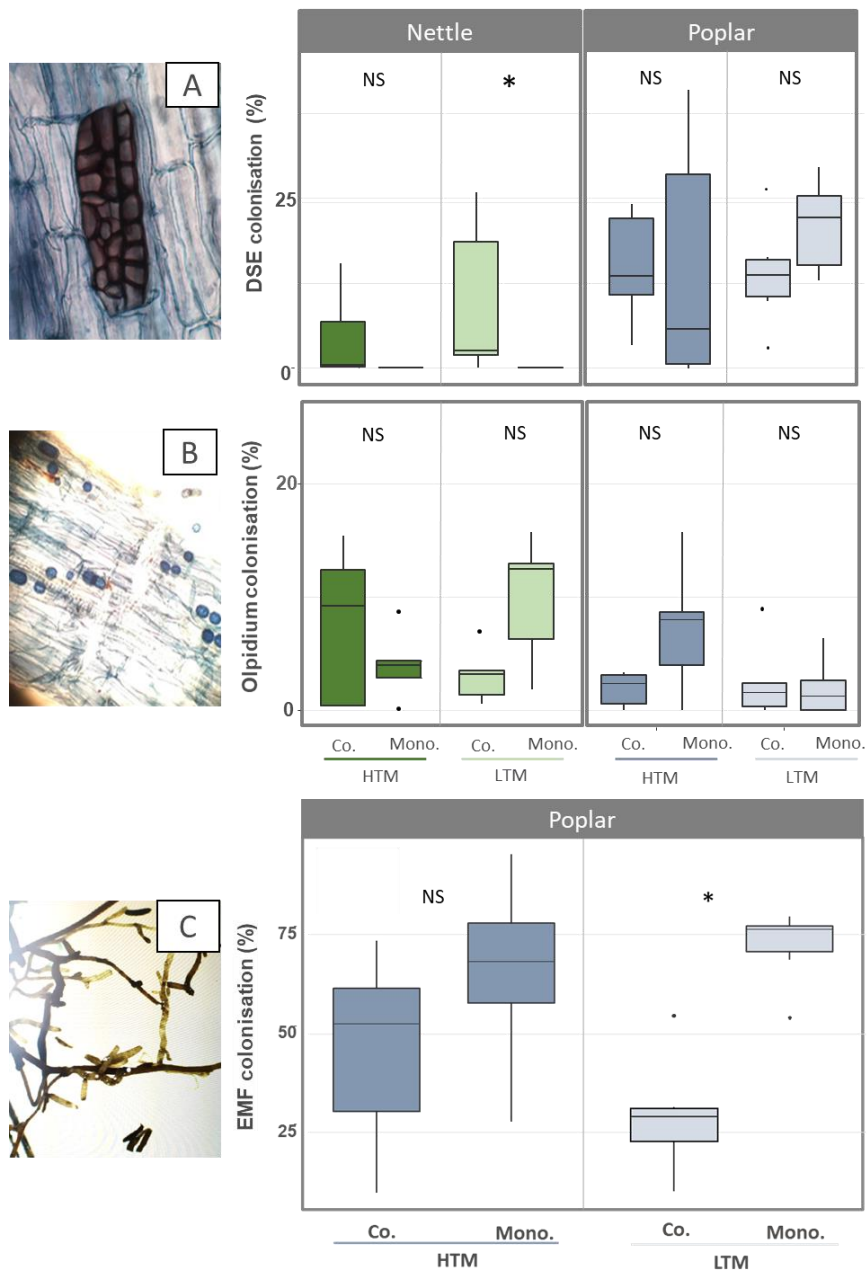 Nettle Poplar
A
NS * NS NS
DSE colonisation (%)
25
0
B
NS NS NS NS
Olpidium colonisation (%)
20
10
0
Co. Mono. Co. Mono. Co. Mono. Co. Mono.
HTM LTM HTM LTM
Poplar
C
NS *
EMF colonisation (%)
75
50
25
Co. Mono. Co. Mono.
HTM LTM